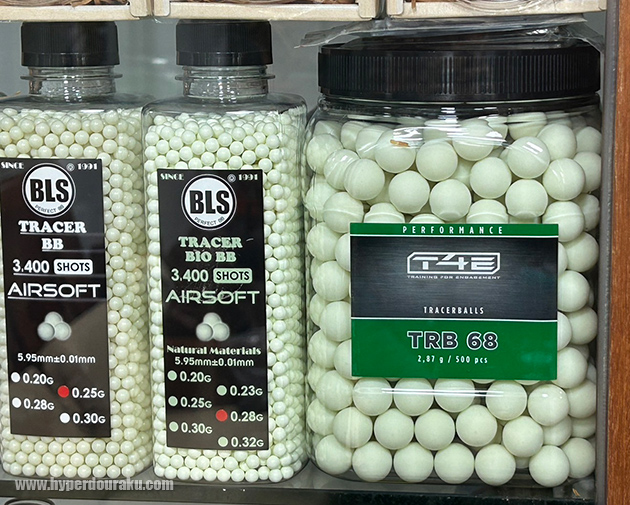 SINCE 1991
BLS
PERFECT BB
TRACER
BB
3.400 SHOTS
AIRSOFT
5.95mm±0.01mm
0.20G
0.25G
0.28G
0.30G
SINCE 1991
BLS
PERFECT BB
TRACER
BIO BB
3.400 SHOTS
AIRSOFT
Natural Materials
5.95mm±0.01mm
0.20G
0.23G
0.25G
0.28G
0.30G
0.32G
PERFORMANCE
T4E
TRAINING FOR ENGAGEMENT
TRACERBALLS
TRB 68
2,87 g / 500 pcs
www.hyperdouraku.com